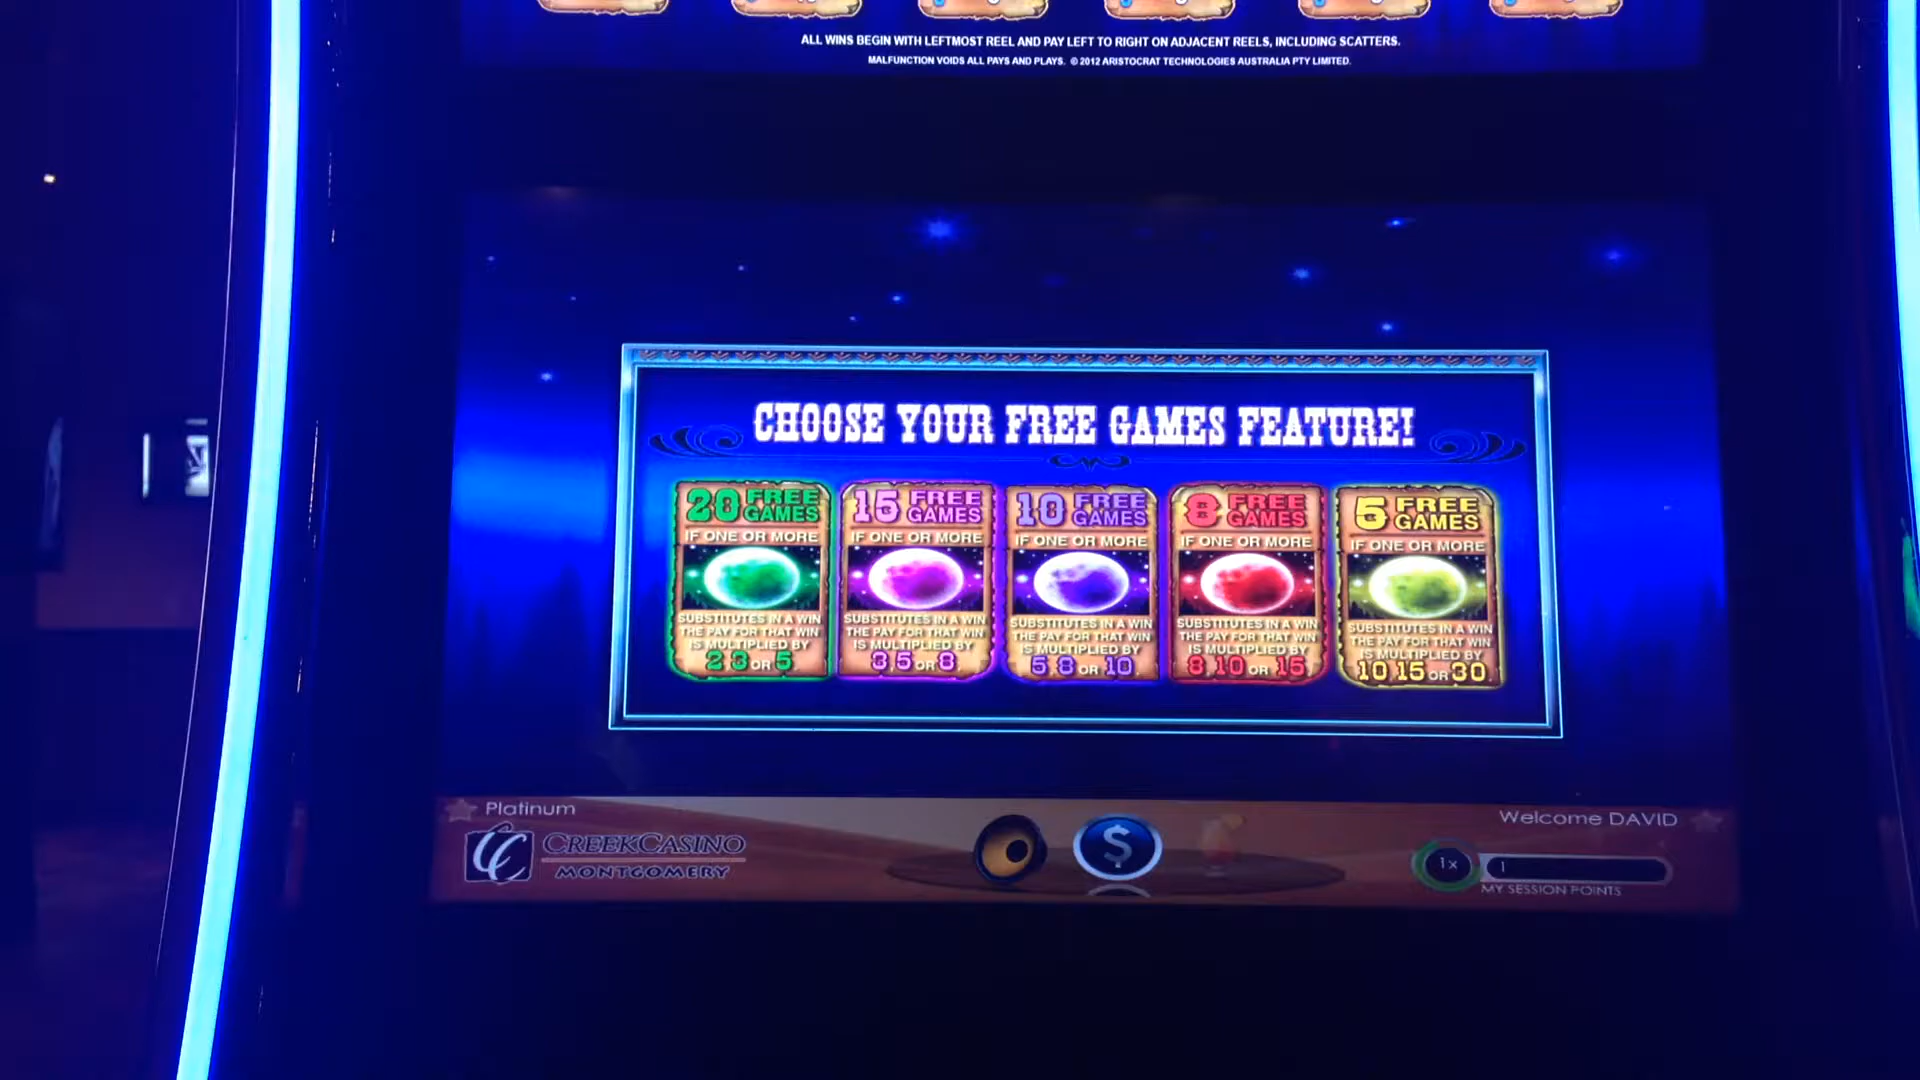 ALL WINS BEGIN WITH LEFTMOST REEL AND PAY LEFT TO RIGHT ON ADJACENT REELS, INCLUDING SCATTERS.
MALFUNCTION VOIDS ALL PAYS AND PLAYS. © 2012 ARISTOCRAT TECHNOLOGIES AUSTRALIA PTY LIMITED.
CHOOSE YOUR FREE GAMES FEATURE!
20 FREE GAMES
IF ONE OR MORE
SUBSTITUTES IN A WIN
THE PAY FOR THAT WIN
IS MULTIPLIED BY
2 3 OR 5
15 FREE GAMES
IF ONE OR MORE
SUBSTITUTES IN A WIN
THE PAY FOR THAT WIN
IS MULTIPLIED BY
3 5 OR 8
10 FREE GAMES
IF ONE OR MORE
SUBSTITUTES IN A WIN
THE PAY FOR THAT WIN
IS MULTIPLIED BY
5 8 OR 10
8 FREE GAMES
IF ONE OR MORE
SUBSTITUTES IN A WIN
THE PAY FOR THAT WIN
IS MULTIPLIED BY
8 10 OR 15
5 FREE GAMES
IF ONE OR MORE
SUBSTITUTES IN A WIN
THE PAY FOR THAT WIN
IS MULTIPLIED BY
10 15 OR 30
Platinum
CREEK CASINO
MONTGOMERY
$
Welcome DAVID
1x
1
MY SESSION POINTS